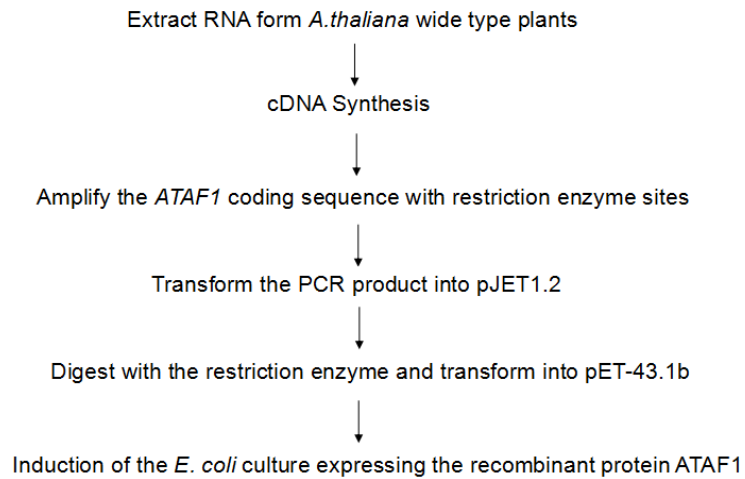 Extract RNA form A.thaliana wide type plants
cDNA Synthesis
Amplify the ATAF1 coding sequence with restriction enzyme sites
Transform the PCR product into pJET1.2
Digest with the restriction enzyme and transform into pET-43.1b
Induction of the E. coli culture expressing the recombinant protein ATAF1